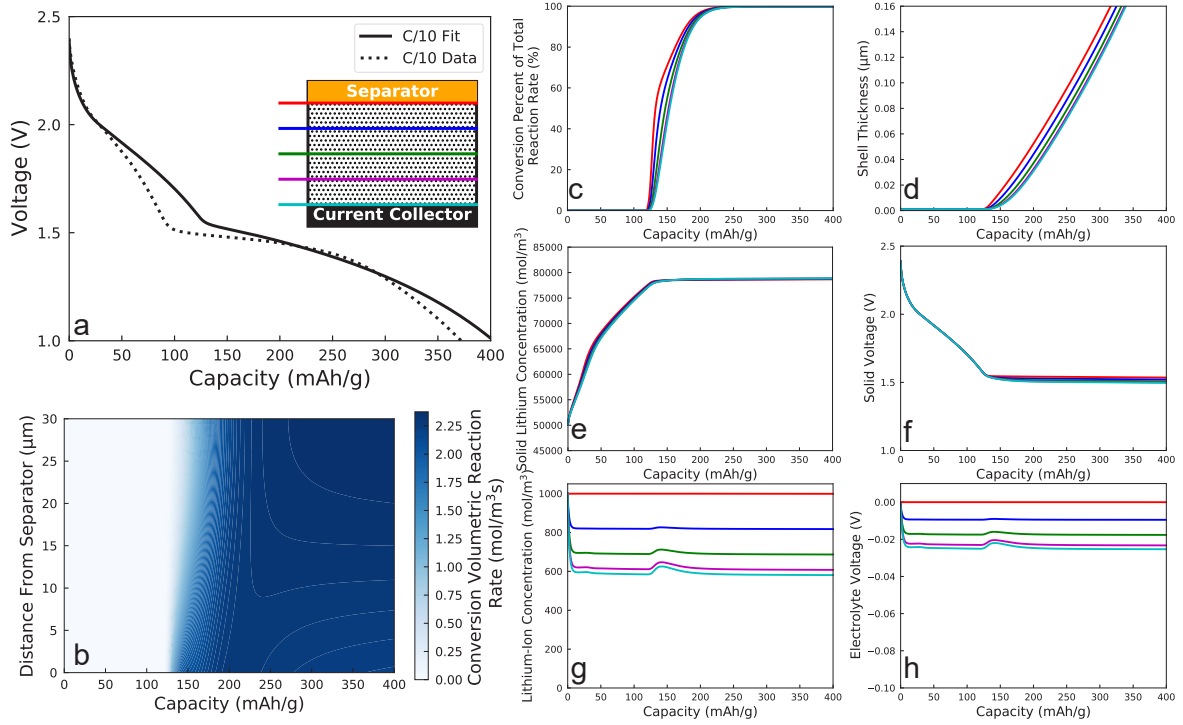 2.5
2.0
1.5
1.0
Voltage (V)
C/10 Fit
C/10 Data
Separator
Current Collector
a
0 50 100 150 200 250 300 350 400
Capacity (mAh/g)
30
25
20
15
10
5
0
Distance From Separator (µm)
b
0 50 100 150 200 250 300 350 400
Capacity (mAh/g)
2.25
2.00
1.75
1.50
1.25
1.00
0.75
0.50
0.25
0.00
Conversion Volumetric Reaction
Rate (mol/m³s)
100
80
60
40
20
0
Conversion Percent of Total
Reaction Rate (%)
c
0 50 100 150 200 250 300 350 400
Capacity (mAh/g)
0.16
0.14
0.12
0.10
0.08
0.06
0.04
0.02
0.00
Shell Thickness (µm)
d
0 50 100 150 200 250 300 350 400
Capacity (mAh/g)
85000
80000
75000
70000
65000
60000
55000
50000
45000
Solid Lithium Concentration (mol/m³)
e
0 50 100 150 200 250 300 350 400
Capacity (mAh/g)
2.5
2.0
1.5
1.0
Solid Voltage (V)
f
0 50 100 150 200 250 300 350 400
Capacity (mAh/g)
1000
800
600
400
200
0
Lithium-Ion Concentration (mol/m³)
g
0 50 100 150 200 250 300 350 400
Capacity (mAh/g)
0.00
−0.02
−0.04
−0.06
−0.08
−0.10
Electrolyte Voltage (V)
h
0 50 100 150 200 250 300 350 400
Capacity (mAh/g)